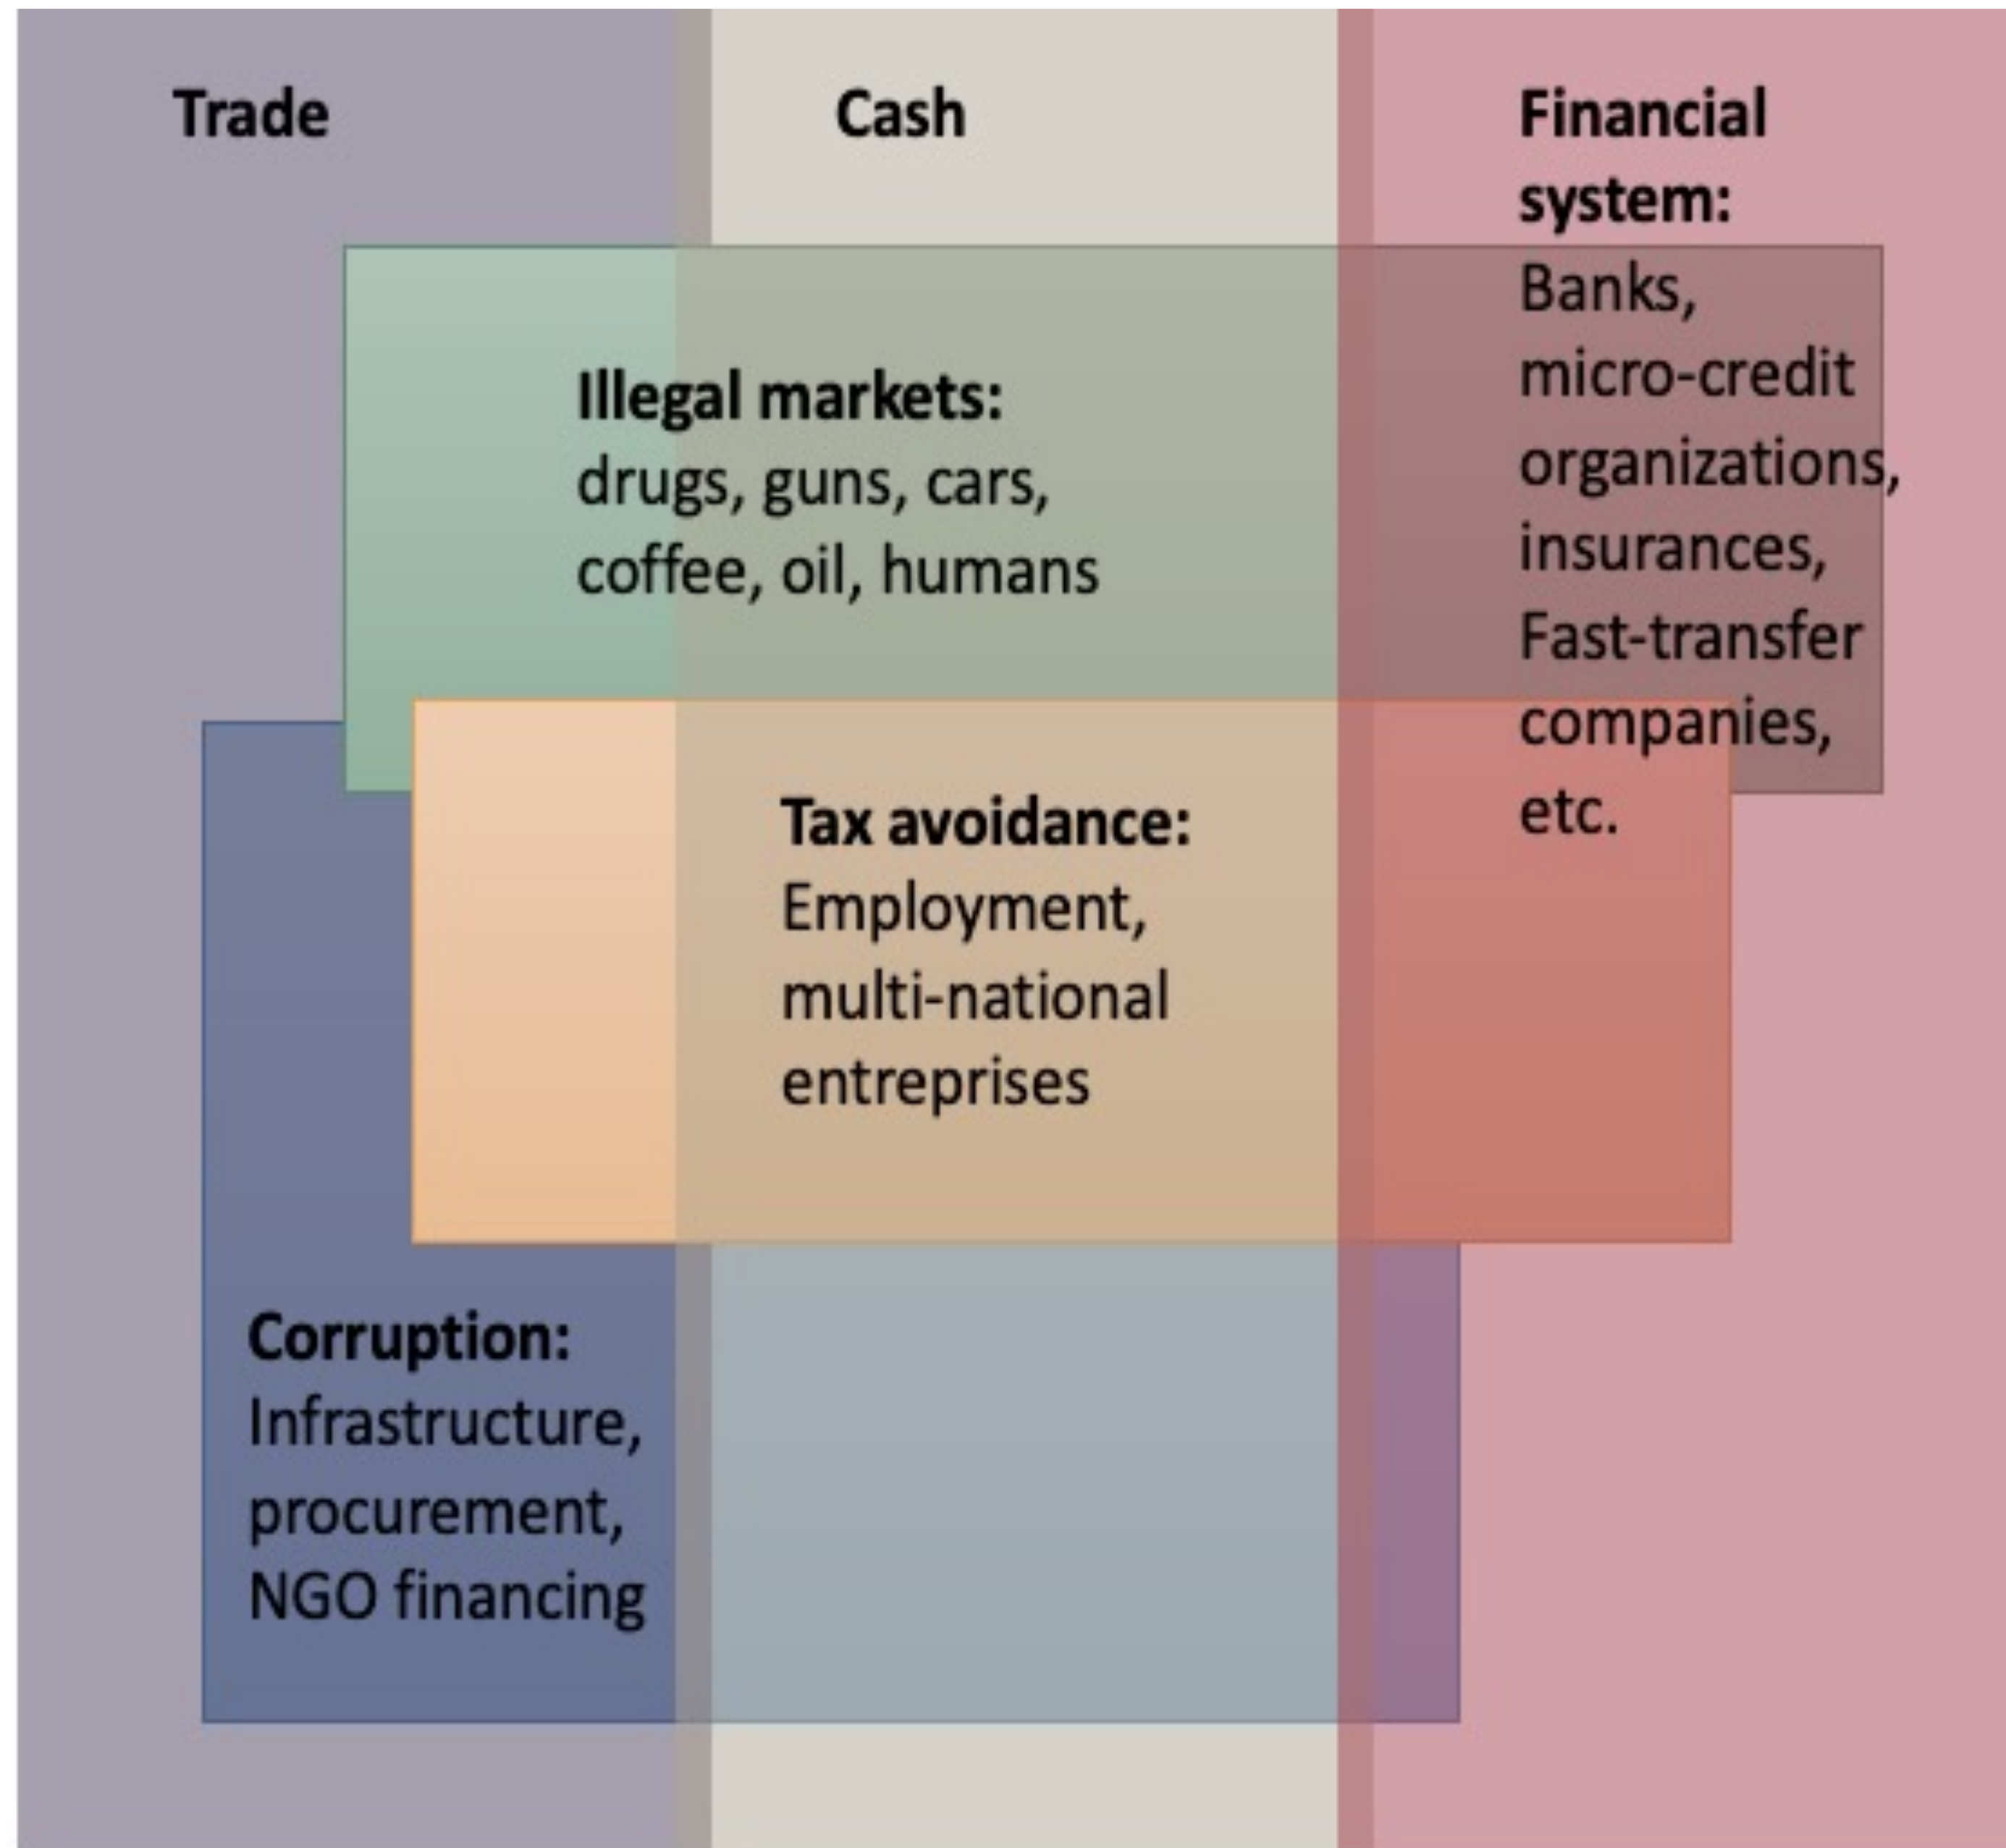 Trade
Cash
Financial
system:
Banks,
micro-credit
organizations,
insurances,
Fast-transfer
companies,
etc.
Illegal markets:
drugs, guns, cars,
coffee, oil, humans
Tax avoidance:
Employment,
multi-national
entreprises
Corruption:
Infrastructure,
procurement,
NGO financing